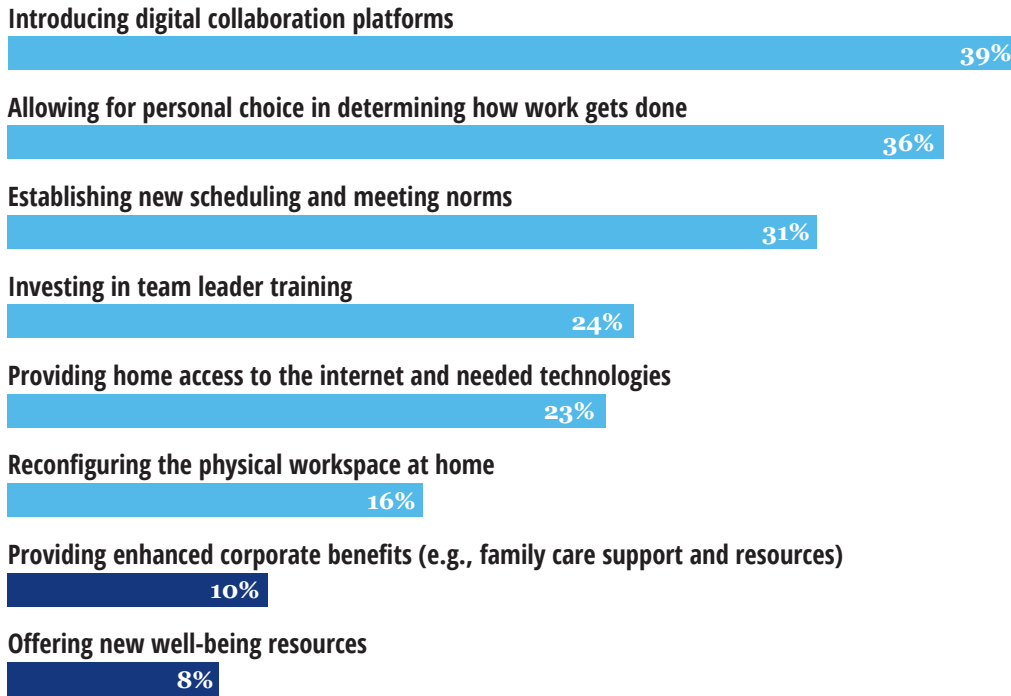 Introducing digital collaboration platforms
39%
Allowing for personal choice in determining how work gets done
36%
Establishing new scheduling and meeting norms
31%
Investing in team leader training
24%
Providing home access to the internet and needed technologies
23%
Reconfiguring the physical workspace at home
16%
Providing enhanced corporate benefits (e.g., family care support and resources)
10%
Offering new well-being resources
8%